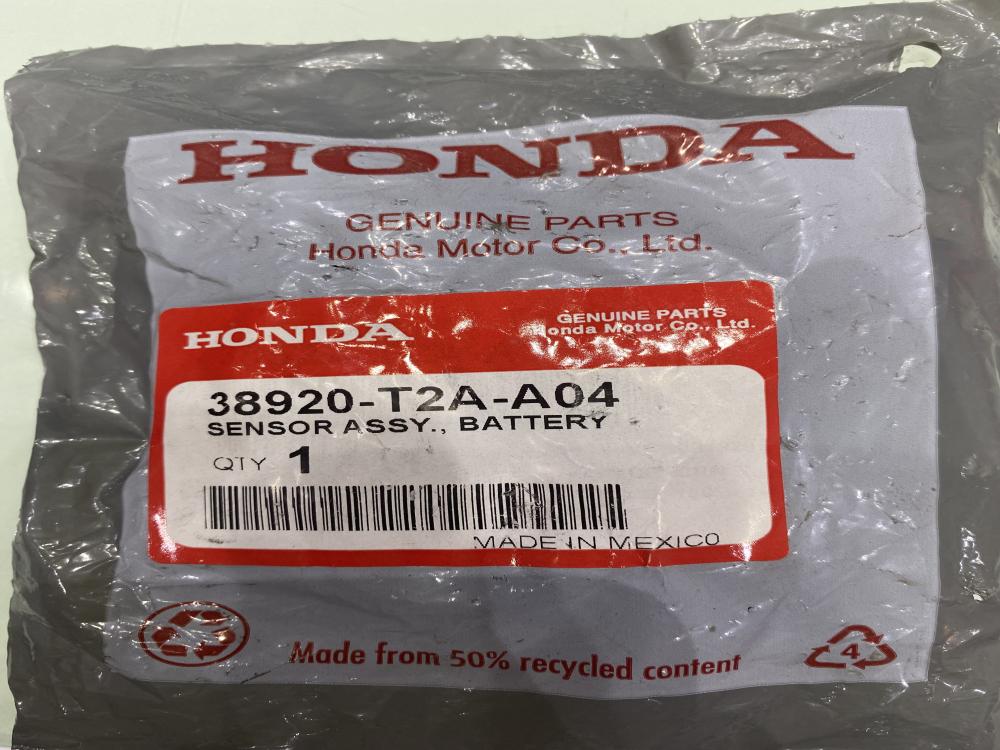 HONDA
GENUINE PARTS
Honda Motor Co., Ltd.
HONDA
GENUINE PARTS
Honda Motor Co., Ltd.
38920-T2A-A04
SENSOR ASSY., BATTERY
QTY 1
MADE IN MEXICO
Made from 50% recycled content
4